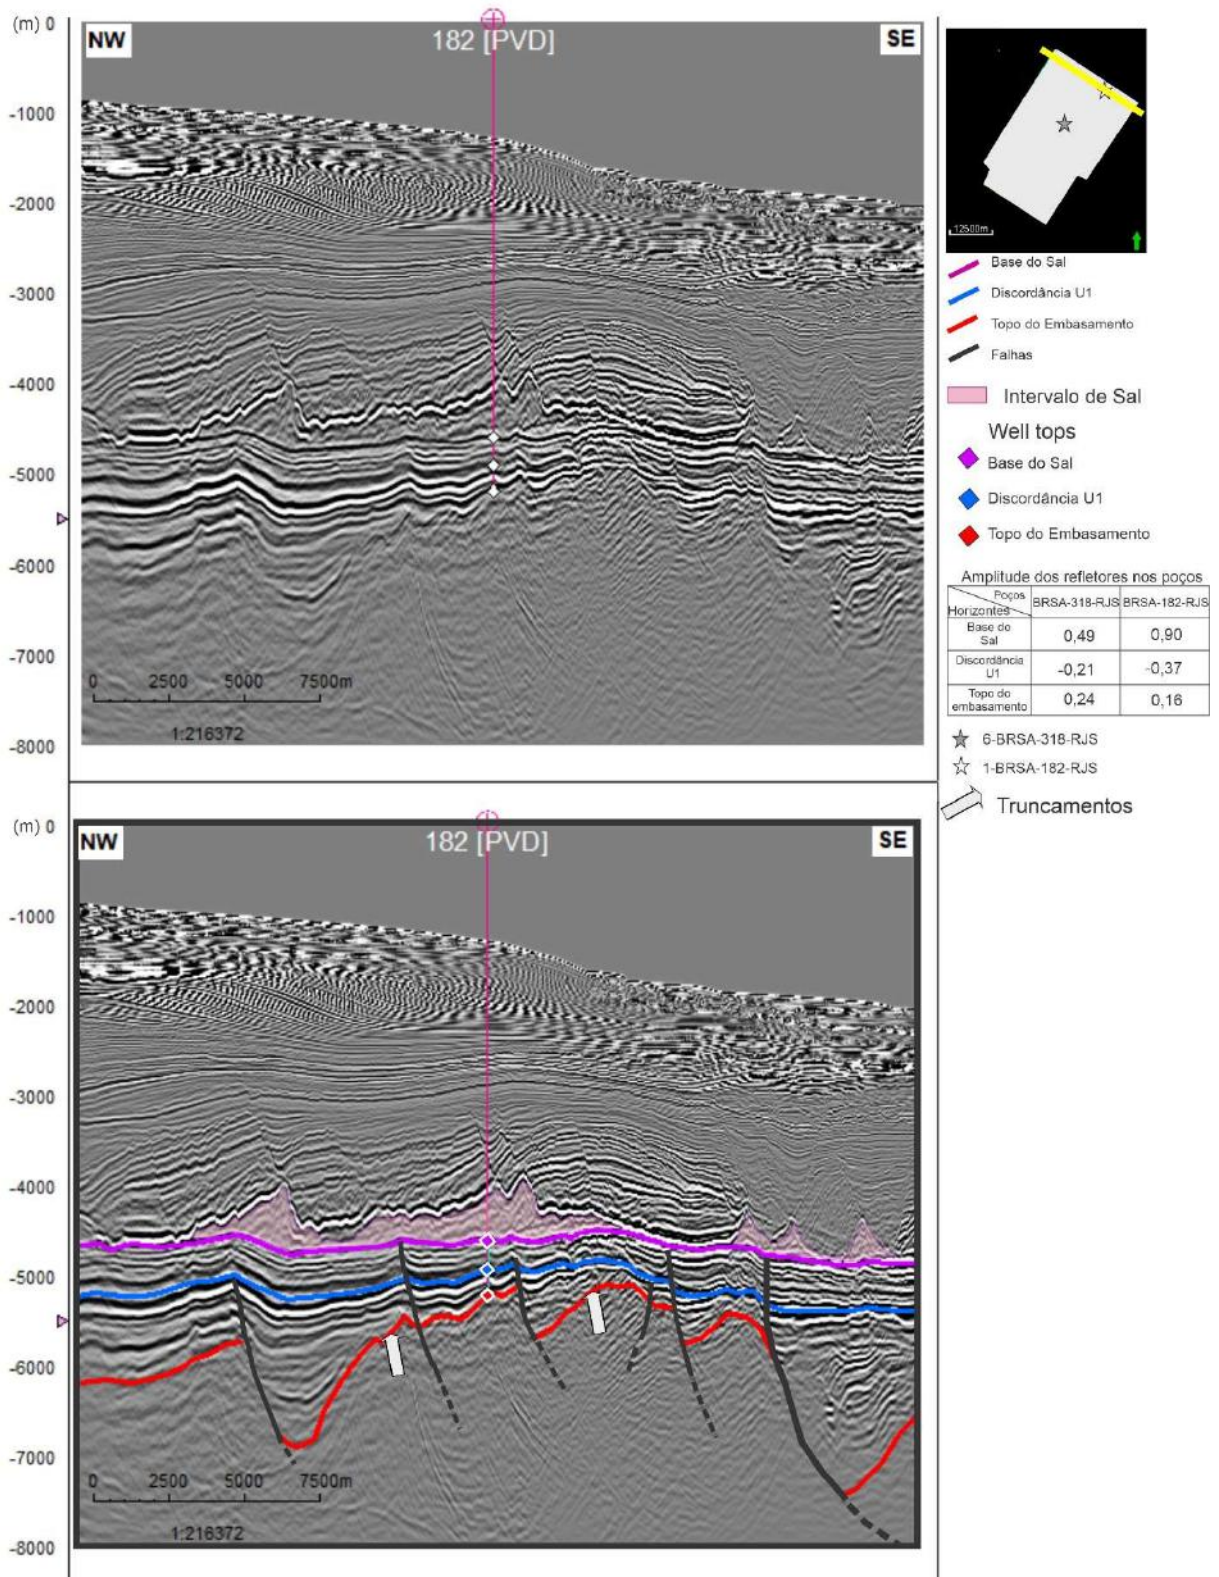 (m) 0
-1000
-2000
-3000
-4000
-5000
-6000
-7000
-8000
NW
182 [PVD]
SE
0 2500 5000 7500m
1:216372
12500m
Base do Sal
Discordância U1
Topo do Embasamento
Falhas
Intervalo de Sal
Well tops
Base do Sal
Discordância U1
Topo do Embasamento
Amplitude dos refletores nos poços
Poços
Horizontes
BRSA-318-RJS BRSA-182-RJS
Base do
Sal
0,49 0,90
Discordância
U1
-0,21 -0,37
Topo do
embasamento
0,24 0,16
6-BRSA-318-RJS
1-BRSA-182-RJS
Truncamentos
(m) 0
-1000
-2000
-3000
-4000
-5000
-6000
-7000
-8000
NW
182 [PVD]
SE
0 2500 5000 7500m
1:216372